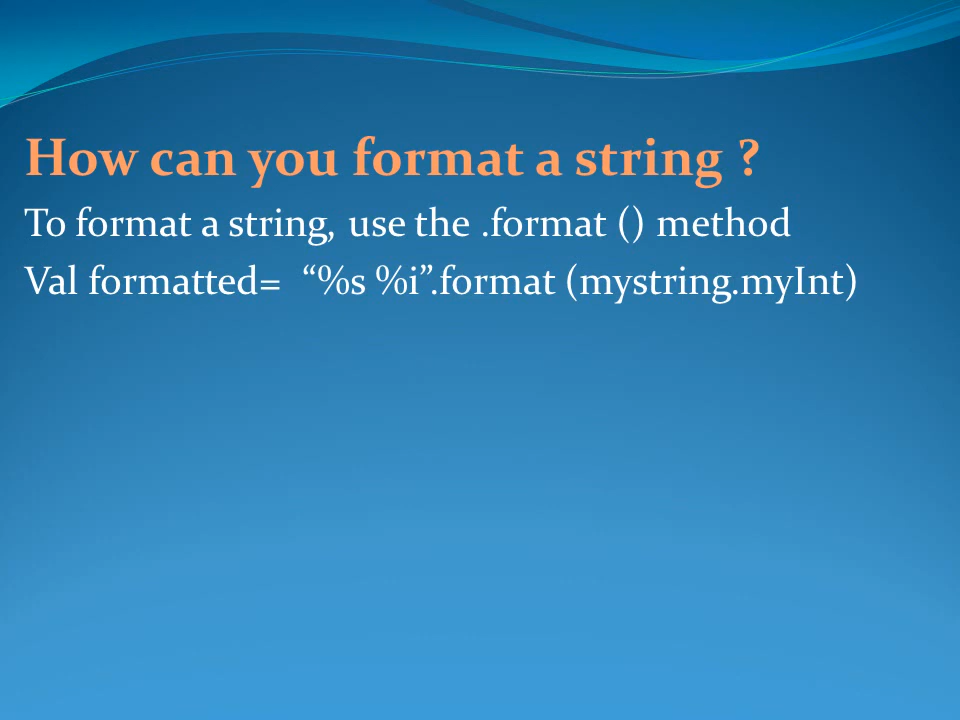 How can you format a string ?
To format a string, use the .format () method
Val formatted=  “%s %i”.format (mystring.myInt)